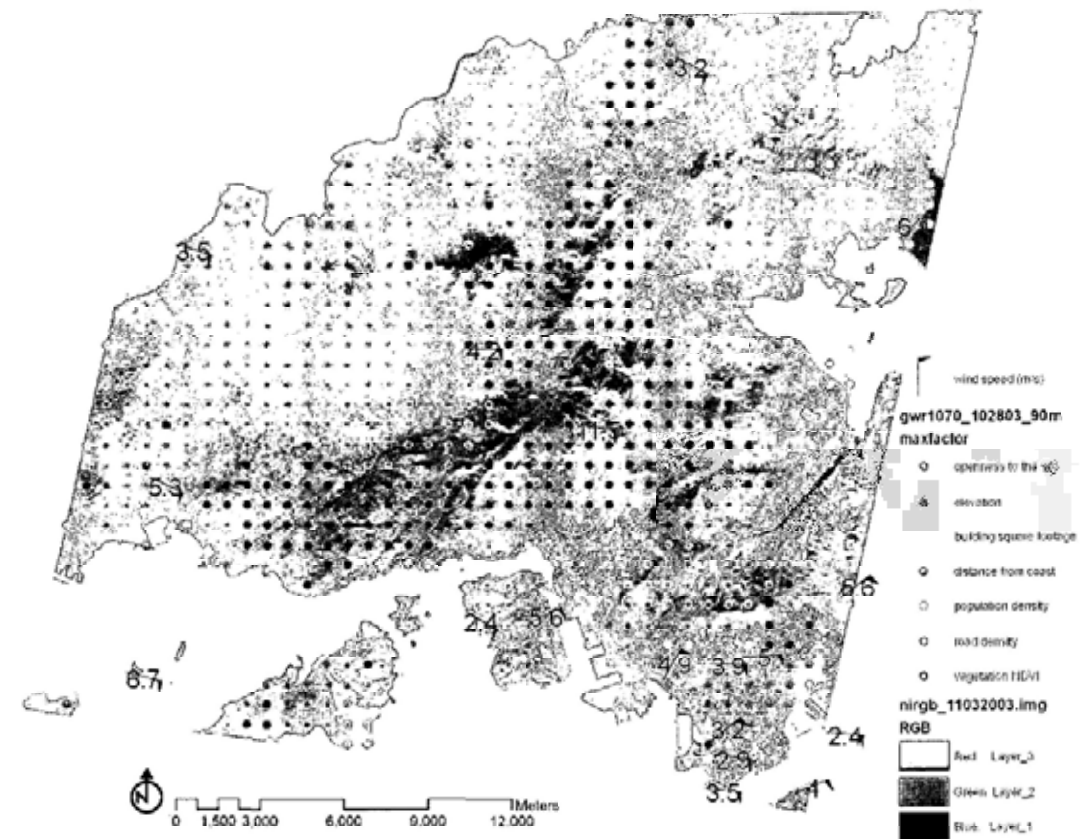 3.2
3.5
4.2
5.3
6.6
2.4
5.6
6.7
4.9 3.9
3.2
2.9
2.4
3.5
wind speed (m/s)
gwr1070_102803_90m
maxfactor
openness to the
elevation
building square footage
distance from coast
population density
road density
vegetation NDVI
nirgb_11032003.img
RGB
Red: Layer_3
Green: Layer_2
Blue: Layer_1
N
Meters
0 1,500 3,000 6,000 9,000 12,000